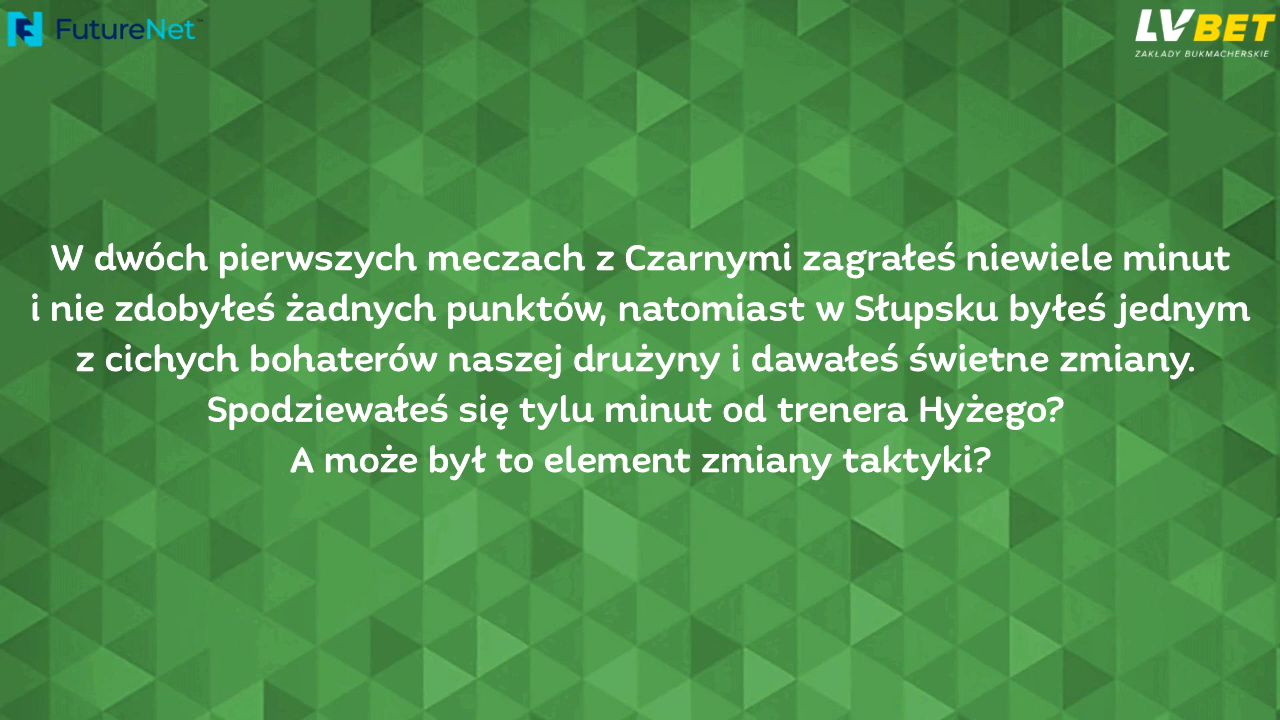 FutureNet™
LVBET
ZAKŁADY BUKMACHERSKIE
W dwóch pierwszych meczach z Czarnymi zagrałeś niewiele minut
i nie zdobyłeś żadnych punktów, natomiast w Słupsku byłeś jednym
z cichych bohaterów naszej drużyny i dawałeś świetne zmiany.
Spodziewałeś się tylu minut od trenera Hyżego?
A może był to element zmiany taktyki?